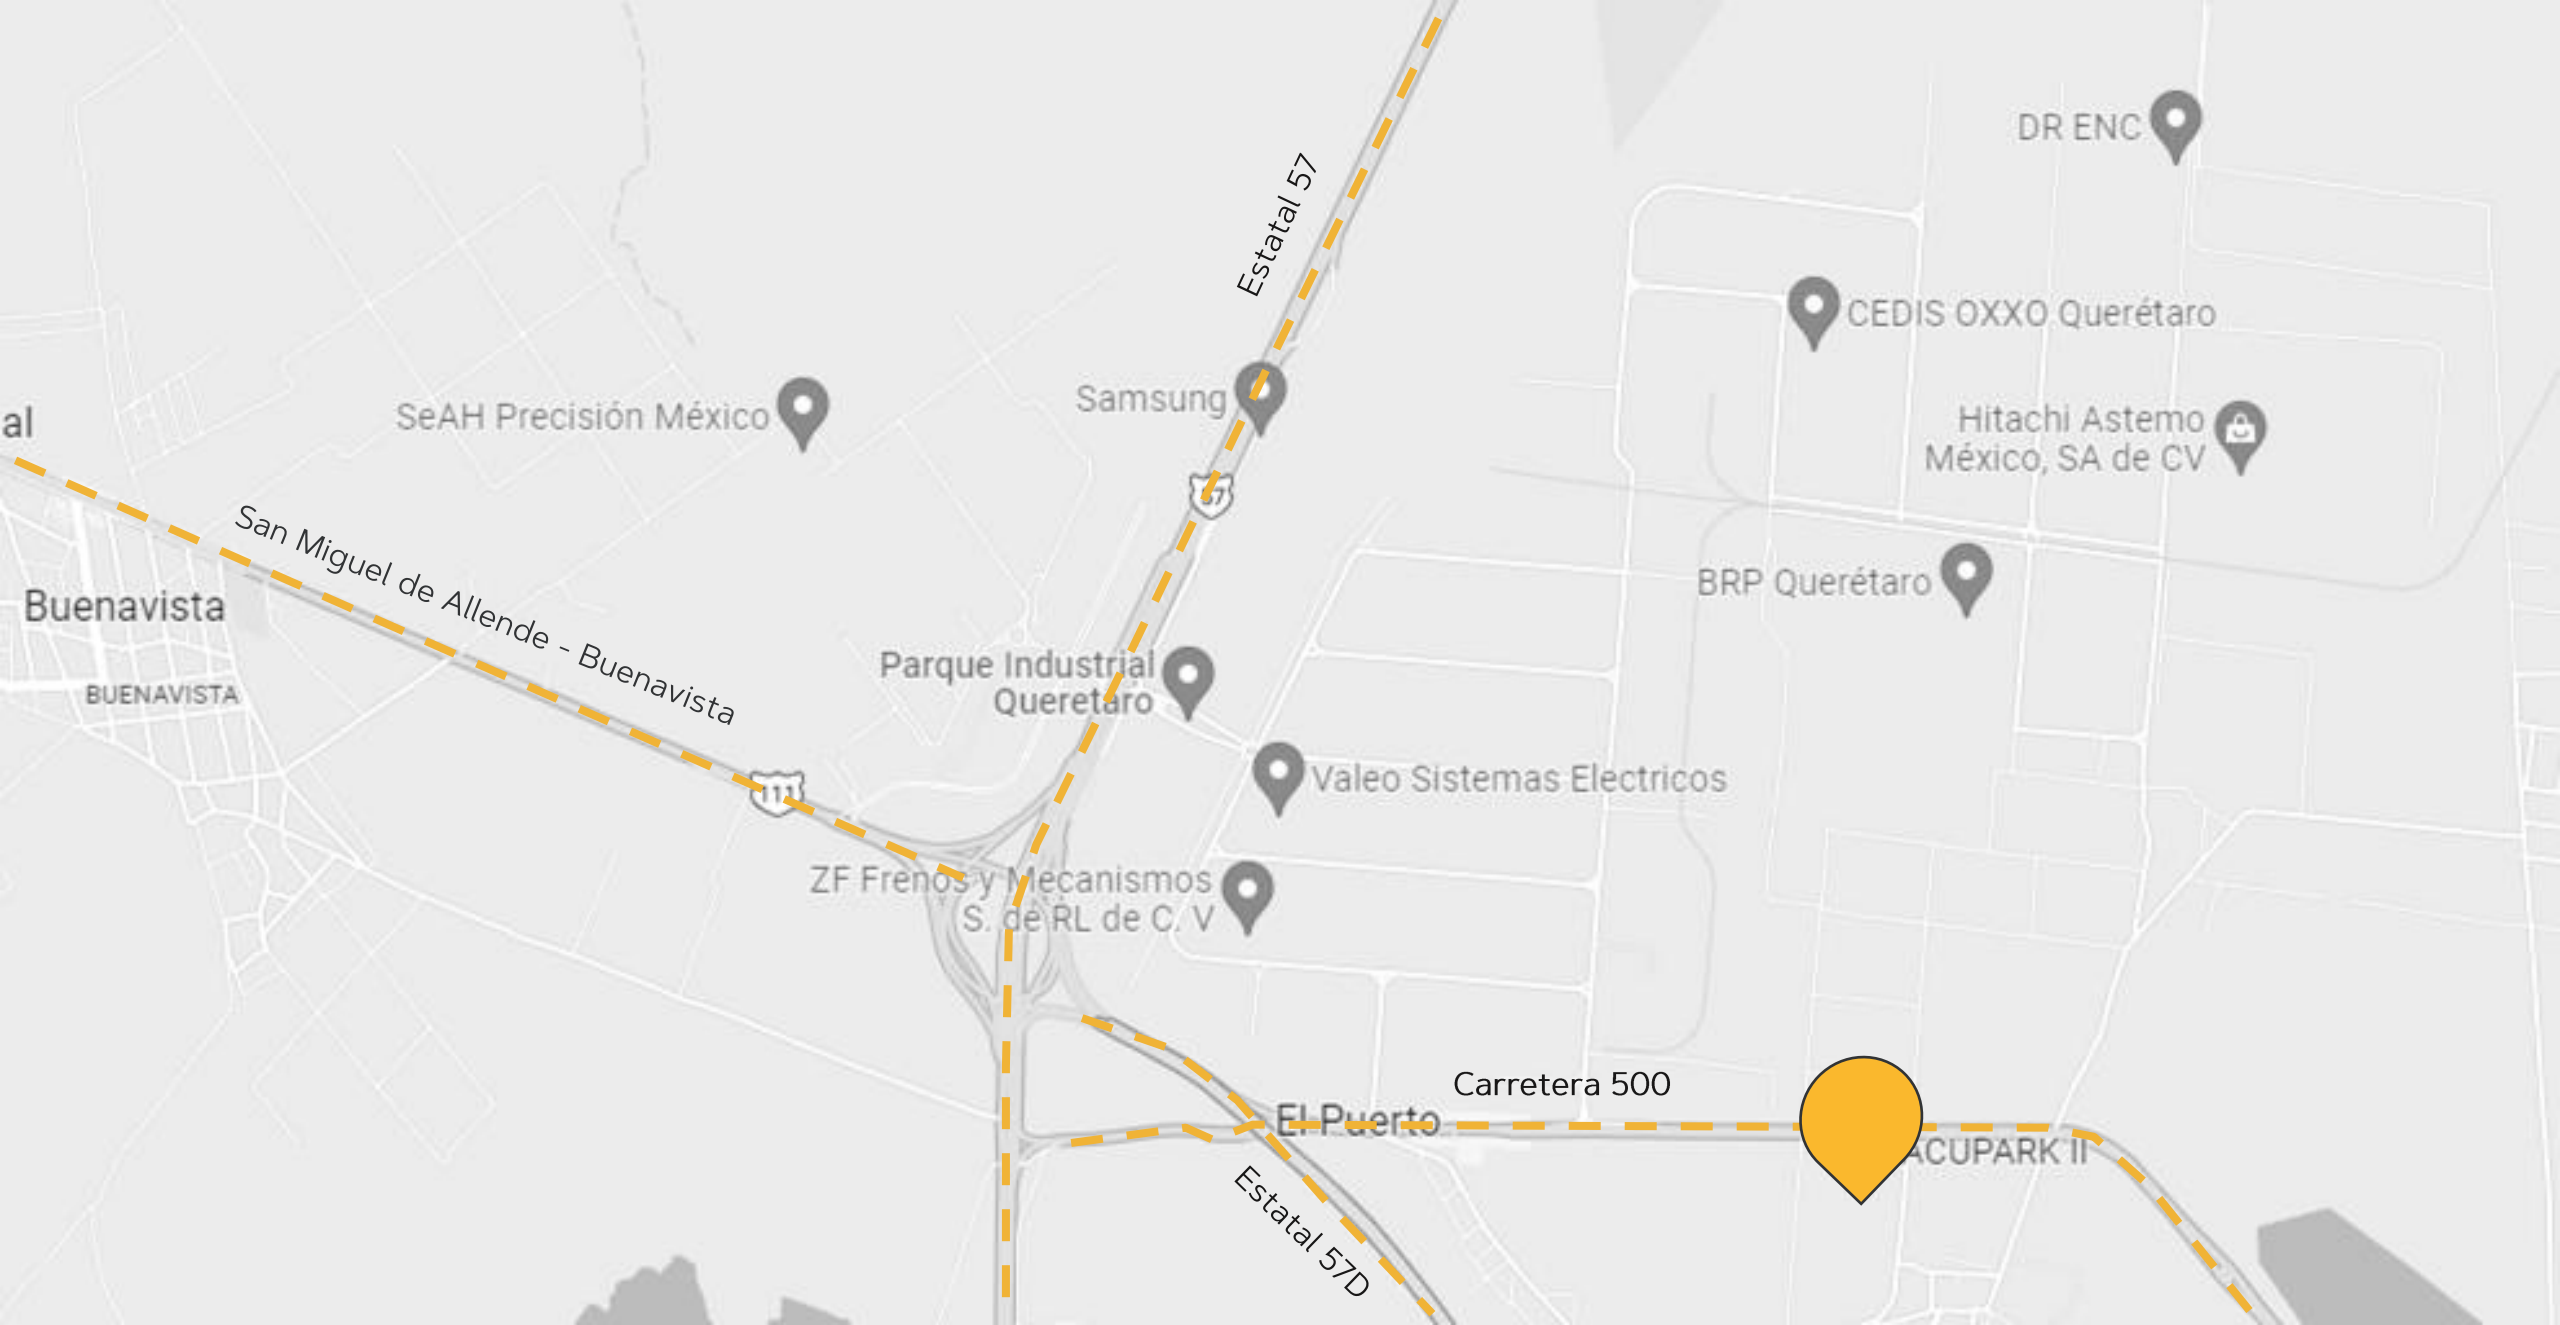 DR ENC
Estatal 57
CEDIS OXXO Querétaro
Samsung
SeAH Precisión México
al
Hitachi Astemo
México, SA de CV
57
San Miguel de Allende - Buenavista
BRP Querétaro
Buenavista
BUENAVISTA
Parque Industrial
Queretaro
Valeo Sistemas Electricos
111
ZF Frenos y Mecanismos
S. de RL de C. V
Carretera 500
El Puerto
ACUPARK II
Estatal 57D